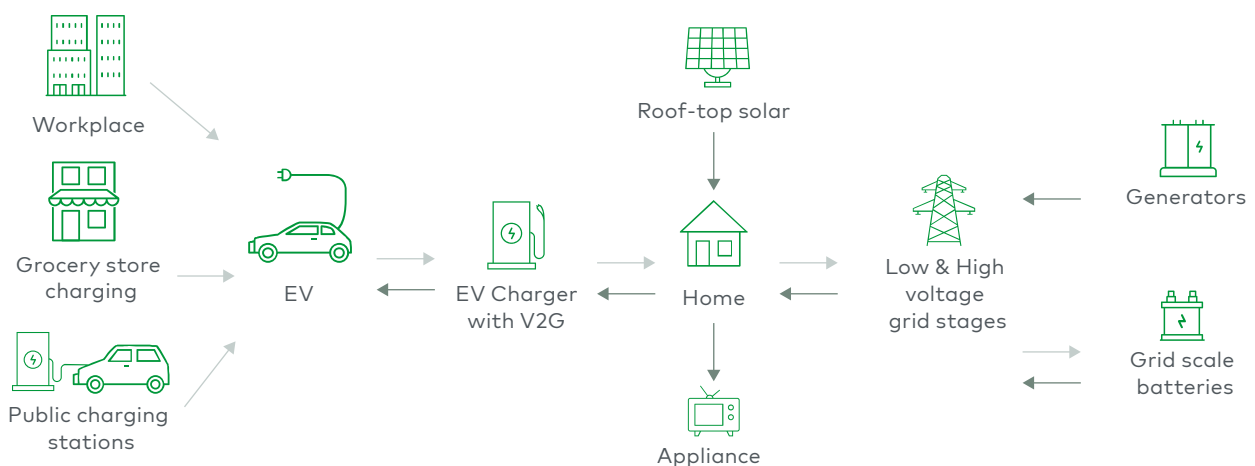 Workplace
Grocery store
charging
Public charging
stations
EV
EV Charger
with V2G
Roof-top solar
Home
Appliance
Low & High
voltage
grid stages
Generators
Grid scale
batteries